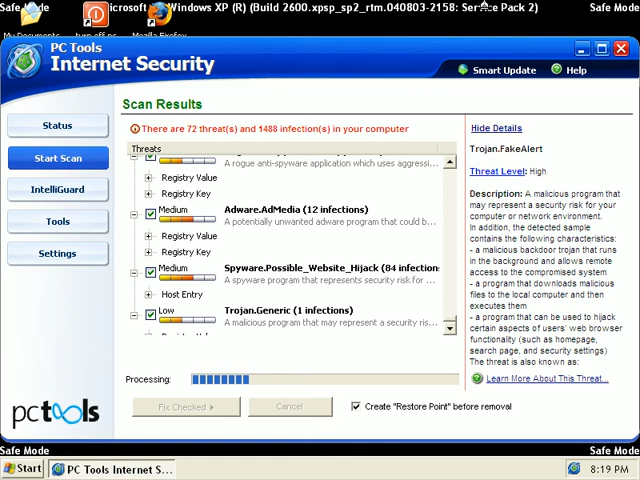 Safe Mode
Microsoft (R) Windows XP (R) (Build 2600.xpsp_sp2_rtm.040803-2158: Service Pack 2)
Safe Mode
My Documents
turn off pc
Mozilla Firefox
PC Tools
Internet Security
Smart Update
Help
Status
Start Scan
IntelliGuard
Tools
Settings
pctools
Scan Results
There are 72 threat(s) and 1488 infection(s) in your computer
Threats
A rogue anti-spyware application which uses aggressi...
Registry Value
Registry Key
Medium
Adware.AdMedia (12 infections)
A potentially unwanted adware program that could b...
Registry Value
Registry Key
Medium
Spyware.Possible_Website_Hijack (84 infections
A spyware program that represents security risk for ...
Host Entry
Low
Trojan.Generic (1 infections)
A malicious program that may represent a security ris...
Processing:
Fix Checked
Cancel
Create "Restore Point" before removal
Hide Details
Trojan.FakeAlert
Threat Level: High
Description: A malicious program that
may represent a security risk for your
computer or network environment.
In addition, the detected sample
contains the following characteristics:
- a malicious backdoor trojan that runs
in the background and allows remote
access to the compromised system
- a program that downloads malicious
files to the local computer and then
executes them
- a program that can be used to hijack
certain aspects of users' web browser
functionality (such as homepage,
search page, and security settings)
The threat is also known as:
Learn More About This Threat...
Safe Mode
Safe Mode
Start
PC Tools Internet S...
8:19 PM